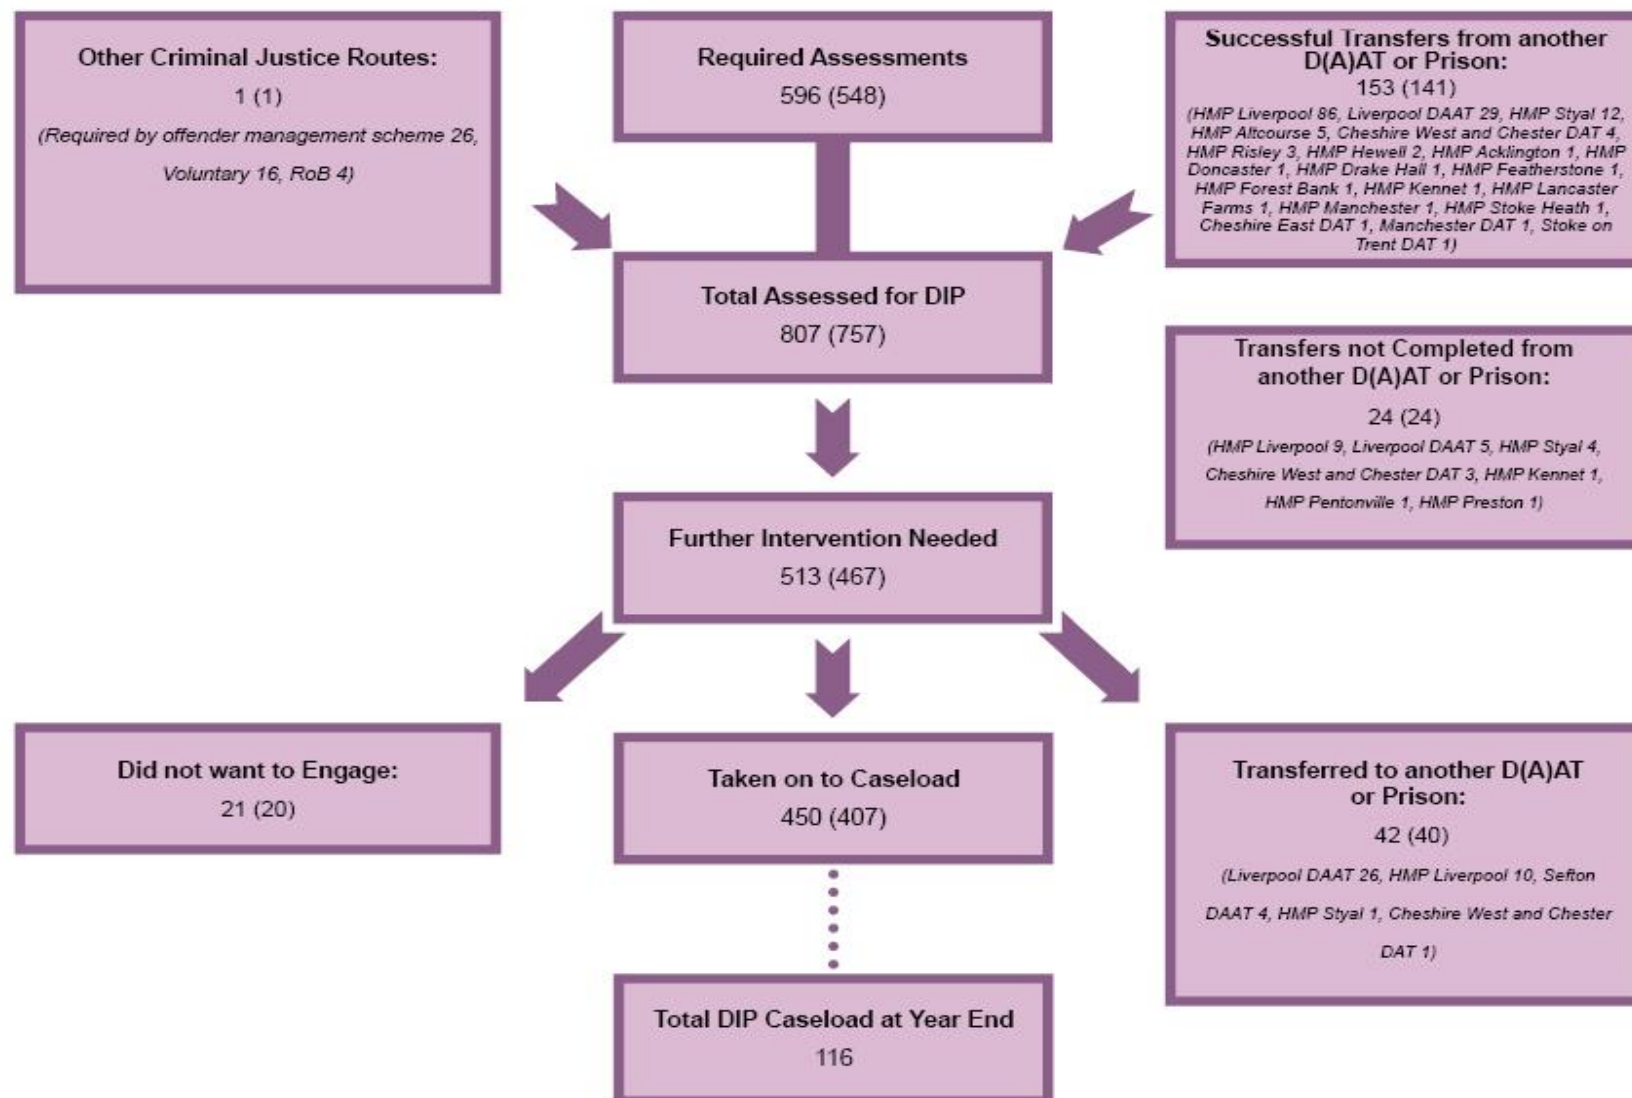 Other Criminal Justice Routes:
1 (1)
(Required by offender management scheme 26,
Voluntary 16, RoB 4)
Required Assessments
596 (548)
Successful Transfers from another
D(A)AT or Prison:
153 (141)
(HMP Liverpool 86, Liverpool DAAT 29, HMP Styal 12,
HMP Altcourse 5, Cheshire West and Chester DAT 4,
HMP Risley 3, HMP Hewell 2, HMP Acklington 1, HMP
Doncaster 1, HMP Drake Hall 1, HMP Featherstone 1,
HMP Forest Bank 1, HMP Kennet 1, HMP Lancaster
Farms 1, HMP Manchester 1, HMP Stoke Heath 1,
Cheshire East DAT 1, Manchester DAT 1, Stoke on
Trent DAT 1)
Total Assessed for DIP
807 (757)
Transfers not Completed from
another D(A)AT or Prison:
24 (24)
(HMP Liverpool 9, Liverpool DAAT 5, HMP Styal 4,
Cheshire West and Chester DAT 3, HMP Kennet 1,
HMP Pentonville 1, HMP Preston 1)
Further Intervention Needed
513 (467)
Did not want to Engage:
21 (20)
Taken on to Caseload
450 (407)
Transferred to another D(A)AT
or Prison:
42 (40)
(Liverpool DAAT 26, HMP Liverpool 10, Sefton
DAAT 4, HMP Styal 1, Cheshire West and Chester
DAT 1)
Total DIP Caseload at Year End
116